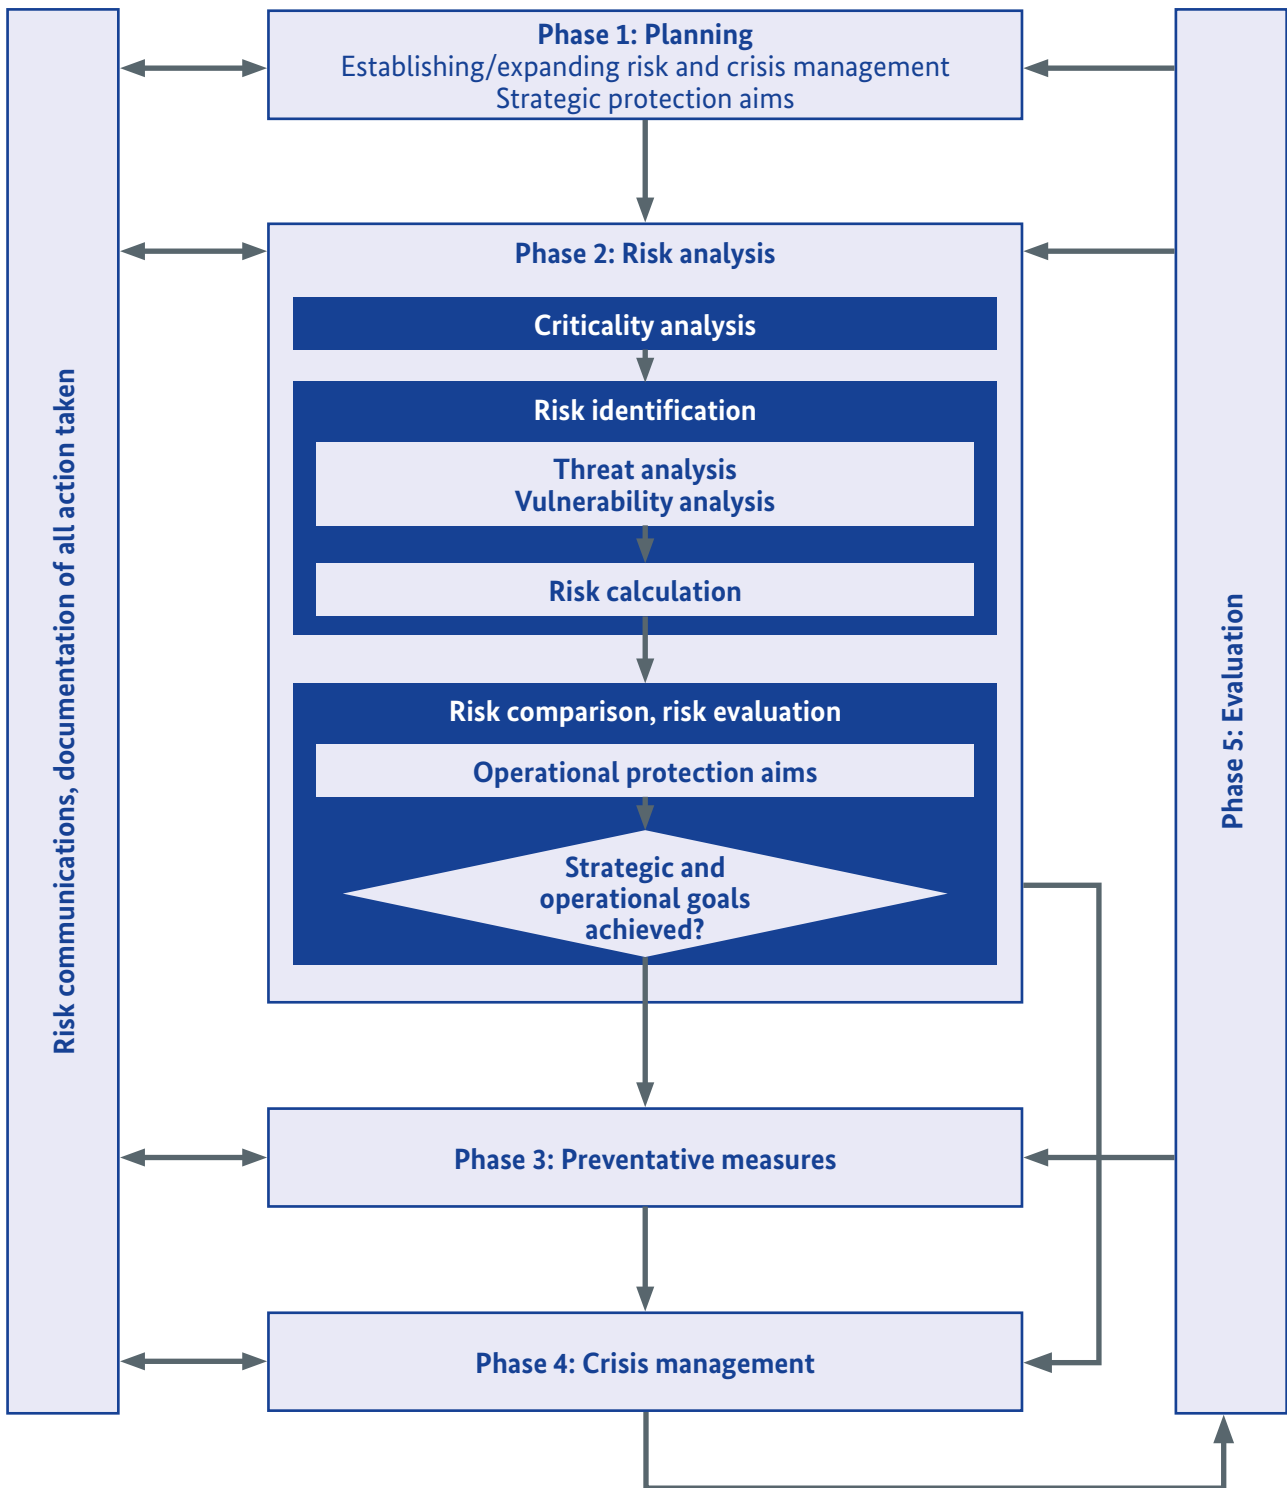 Phase 1: Planning
Establishing/expanding risk and crisis management
Strategic protection aims
Phase 2: Risk analysis
Criticality analysis
Risk identification
Threat analysis
Vulnerability analysis
Risk calculation
Risk comparison, risk evaluation
Operational protection aims
Strategic and
operational goals
achieved?
Phase 3: Preventative measures
Phase 4: Crisis management
Risk communications, documentation of all action taken
Phase 5: Evaluation